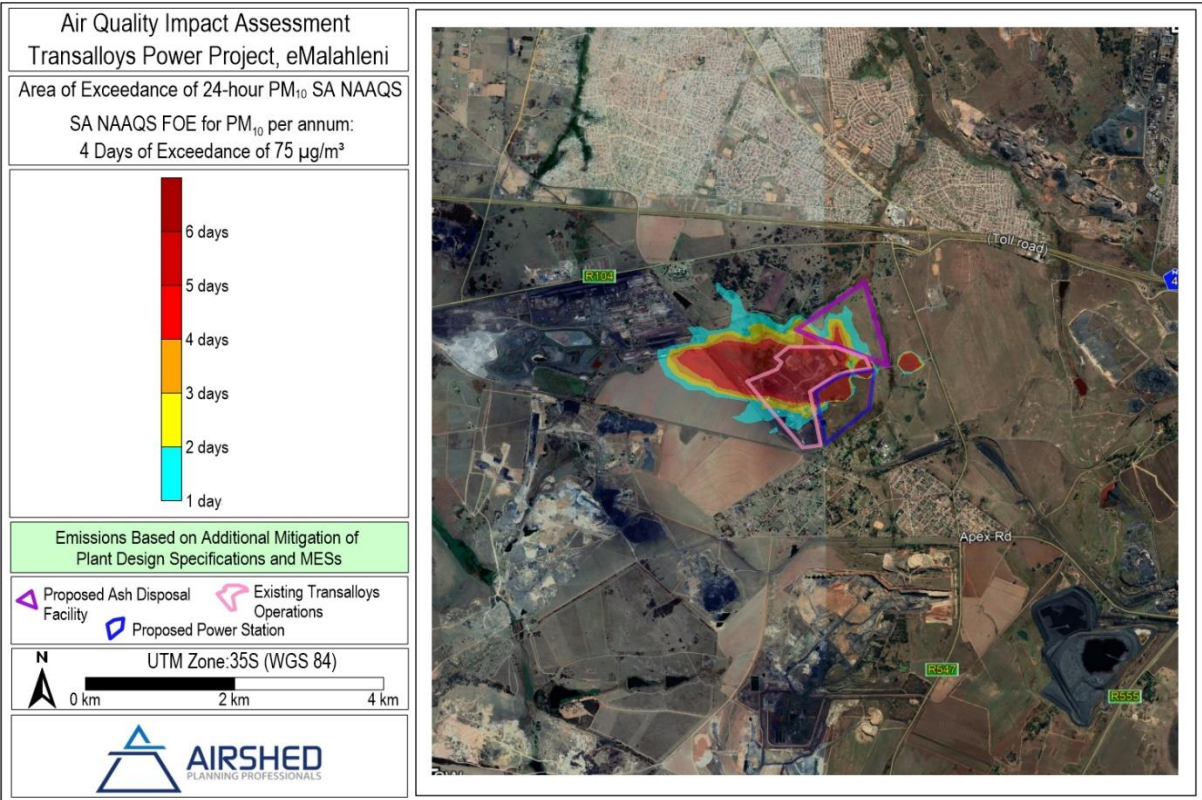 Air Quality Impact Assessment
Transalloys Power Project, eMalahleni
Area of Exceedance of 24-hour PM₁₀ SA NAAQS
SA NAAQS FOE for PM₁₀ per annum:
4 Days of Exceedance of 75 µg/m³
6 days
5 days
4 days
3 days
2 days
1 day
Emissions Based on Additional Mitigation of
Plant Design Specifications and MESs
Proposed Ash Disposal
Facility
Existing Transalloys
Operations
Proposed Power Station
N
UTM Zone:35S (WGS 84)
0 km
2 km
4 km
AIRSHED
PLANNING PROFESSIONALS
(Toll road)
R104
4
Apex Rd
R547
R555